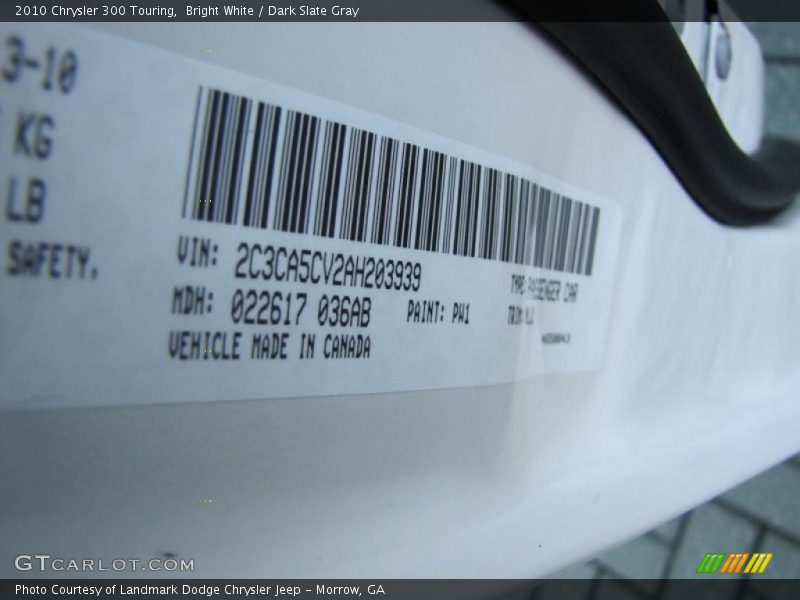 2010 Chrysler 300 Touring, Bright White / Dark Slate Gray
3-10
KG
LB
SAFETY.
VIN: 2C3CA5CV2AH203939
TYPE: PASSENGER CAR
MDH: 022617 036AB
PAINT: PW1
TRIM:
VEHICLE MADE IN CANADA
GTCARLOT.COM
Photo Courtesy of Landmark Dodge Chrysler Jeep – Morrow, GA